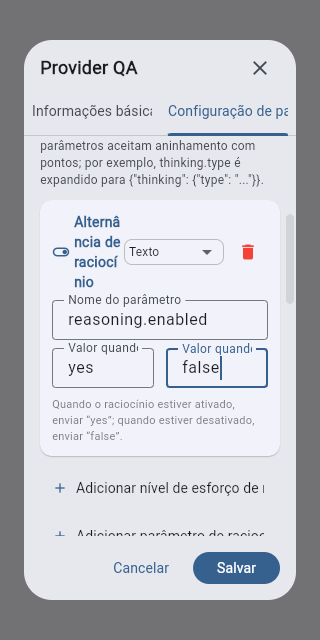 Provider QA
Informações básica
Configuração de pa
parâmetros aceitam aninhamento com
pontos; por exemplo, thinking.type é
expandido para {"thinking": {"type": "..."}}.
Alternâ
ncia de
raciocí
nio
Texto
Nome do parâmetro
reasoning.enabled
Valor quand
Valor quand
yes
false
Quando o raciocínio estiver ativado,
enviar “yes”; quando estiver desativado,
enviar “false”.
Adicionar nível de esforço de
Adicionar parâmetro de racioc
Cancelar
Salvar